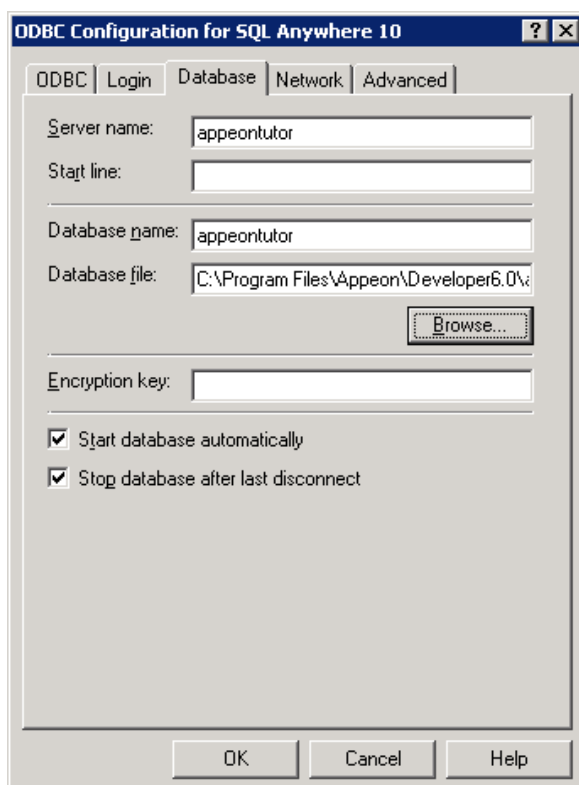 ODBC Configuration for SQL Anywhere 10
ODBC Login Database Network Advanced
Server name: appeontutor
Start line:
Database name: appeontutor
Database file: C:\Program Files\Appeon\Developer6.0\
Browse...
Encryption key:
Start database automatically
Stop database after last disconnect
OK Cancel Help